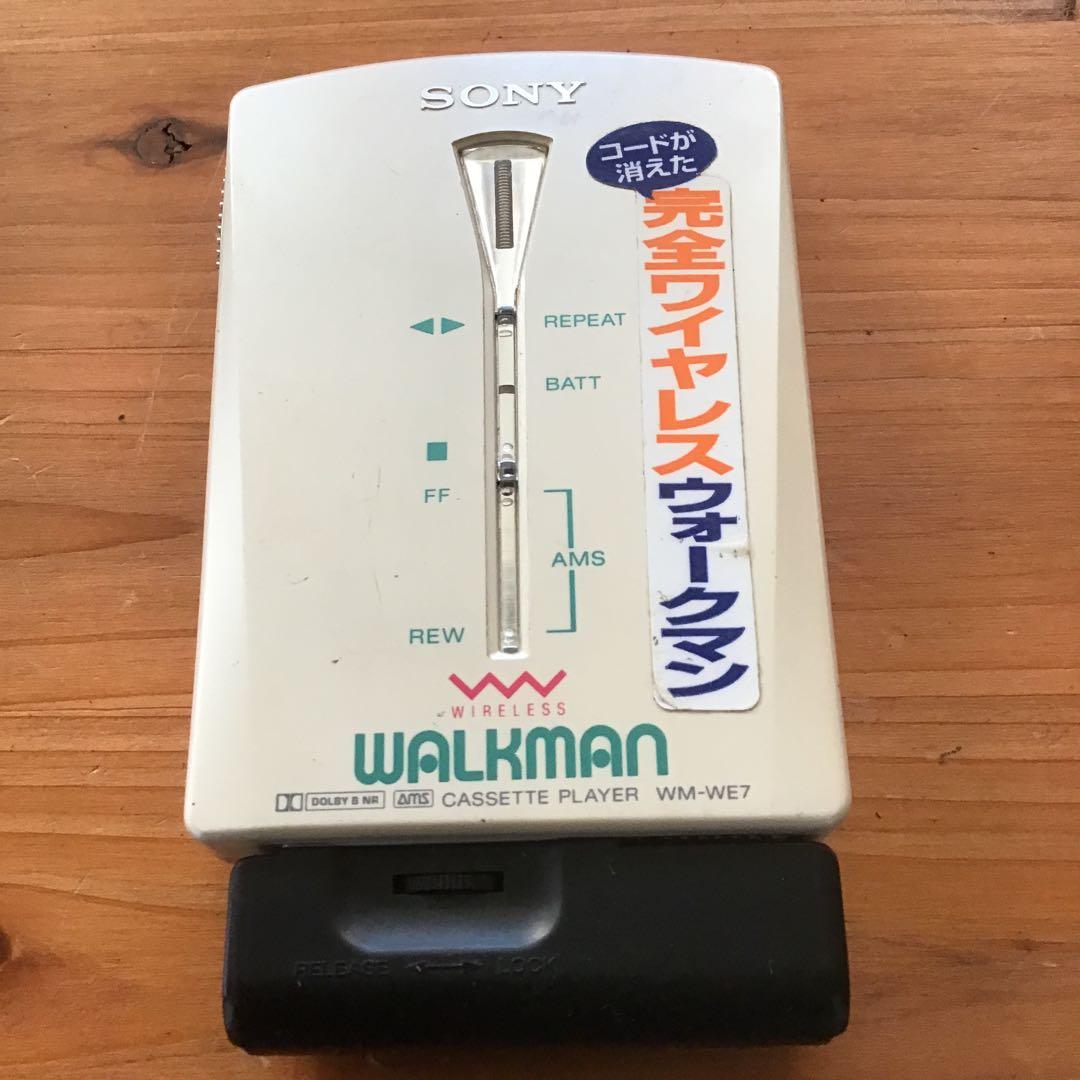 SONY
コードが
消えた
完全ワイヤレスウォークマン
REPEAT
BATT
FF
AMS
REW
WIRELESS
WALKMAN
DOLBY B NR AMS CASSETTE PLAYER WM-WE7
RELEASE LOCK